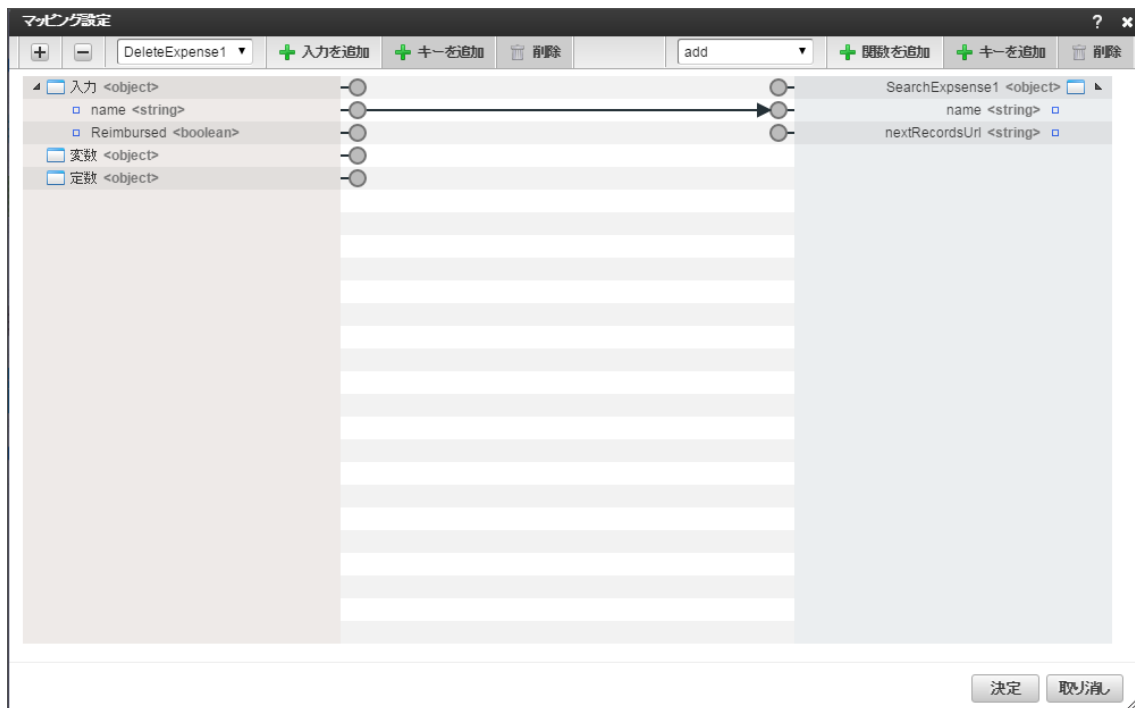 マッピング設定 ?
DeleteExpense1 入力を追加 キーを追加 削除 add 関数を追加 キーを追加 削除
入力 <object> SearchExpsense1 <object>
name <string> name <string>
Reimbursed <boolean> nextRecordsUrl <string>
変数 <object>
定数 <object>
決定 取り消し